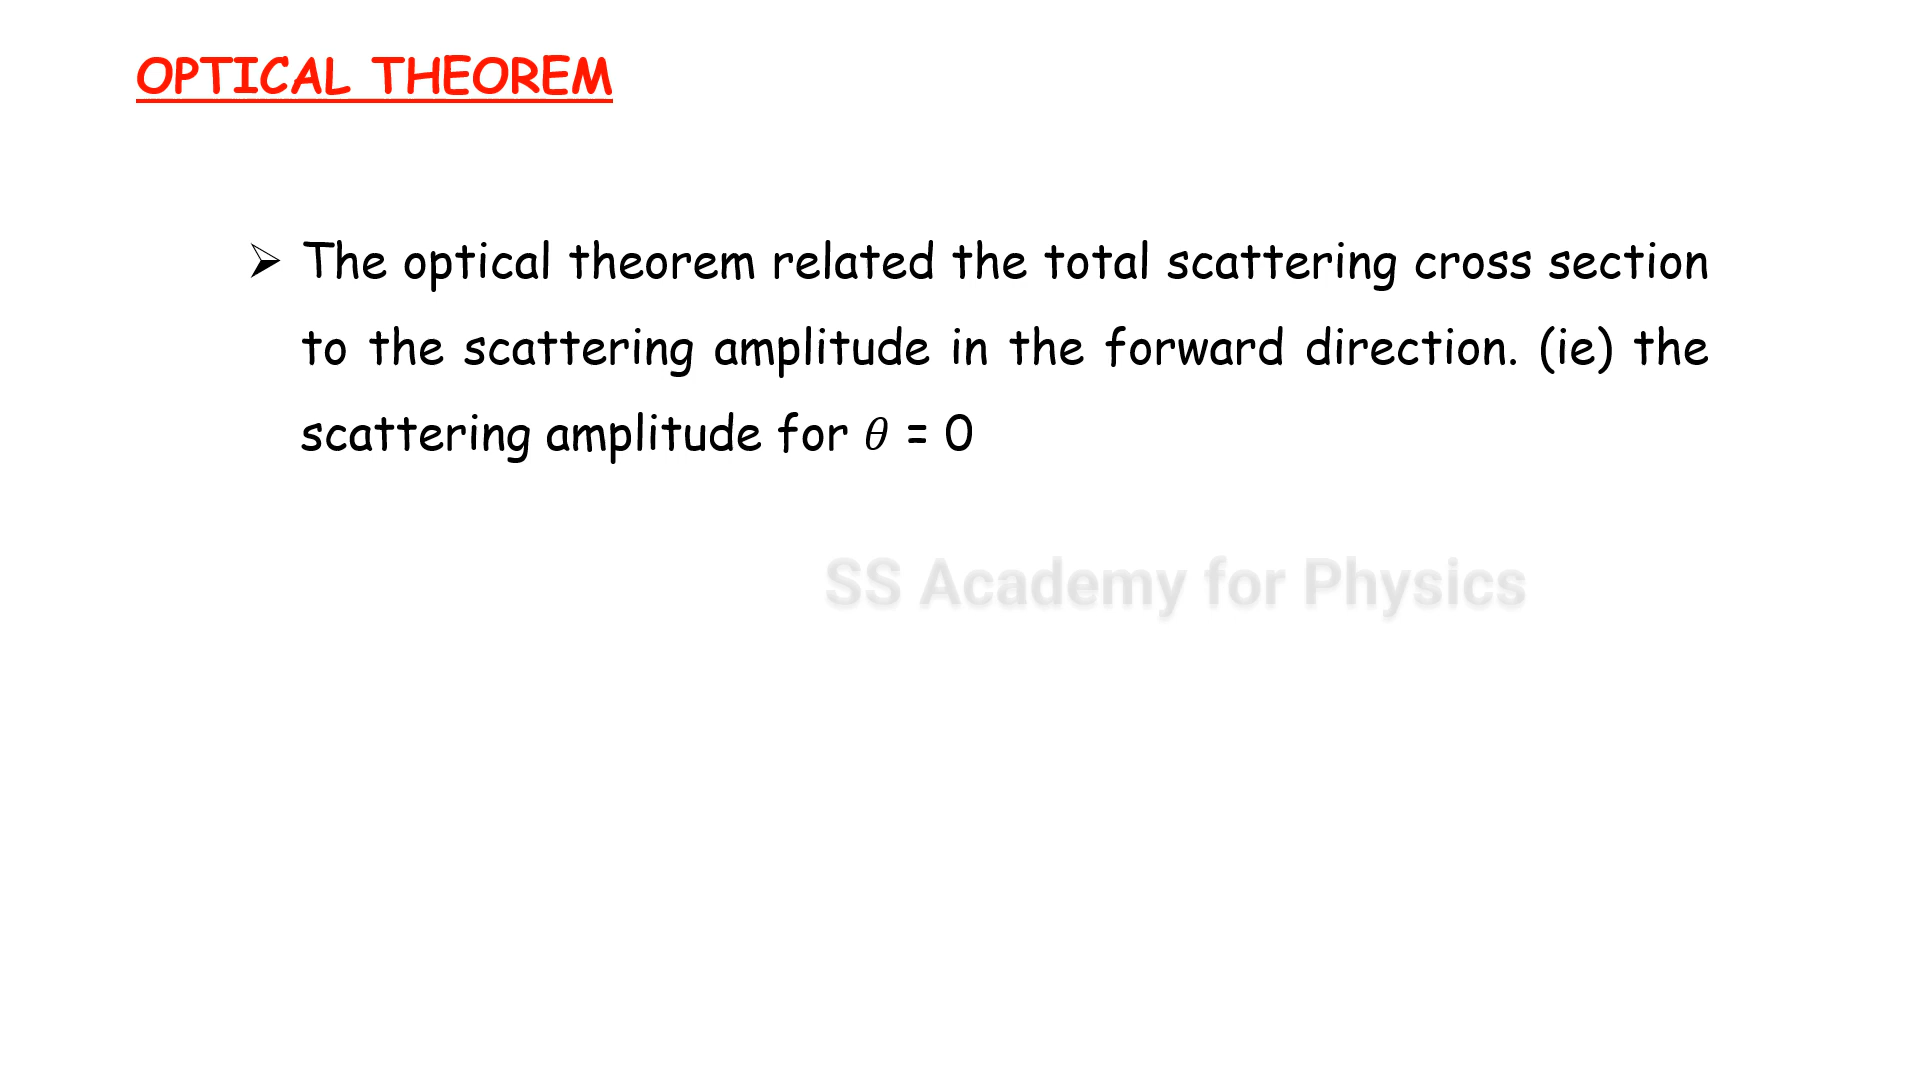 OPTICAL THEOREM
➢ The optical theorem related the total scattering cross section
to the scattering amplitude in the forward direction. (ie) the
scattering amplitude for θ = 0
SS Academy for Physics